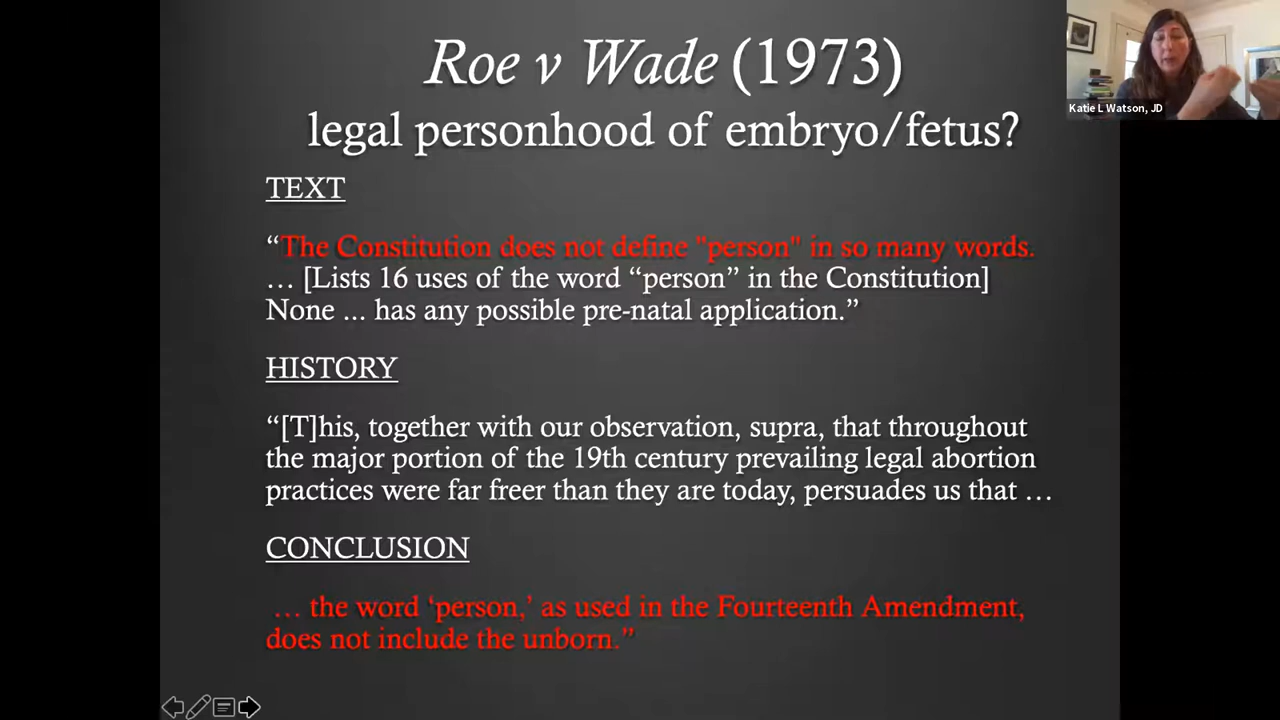 Roe v Wade (1973)
legal personhood of embryo/fetus?
Katie L Watson, JD
TEXT
“The Constitution does not define "person" in so many words.
… [Lists 16 uses of the word “person” in the Constitution]
None ... has any possible pre-natal application.”
HISTORY
“[T]his, together with our observation, supra, that throughout
the major portion of the 19th century prevailing legal abortion
practices were far freer than they are today, persuades us that …
CONCLUSION
… the word ‘person,’ as used in the Fourteenth Amendment,
does not include the unborn.”